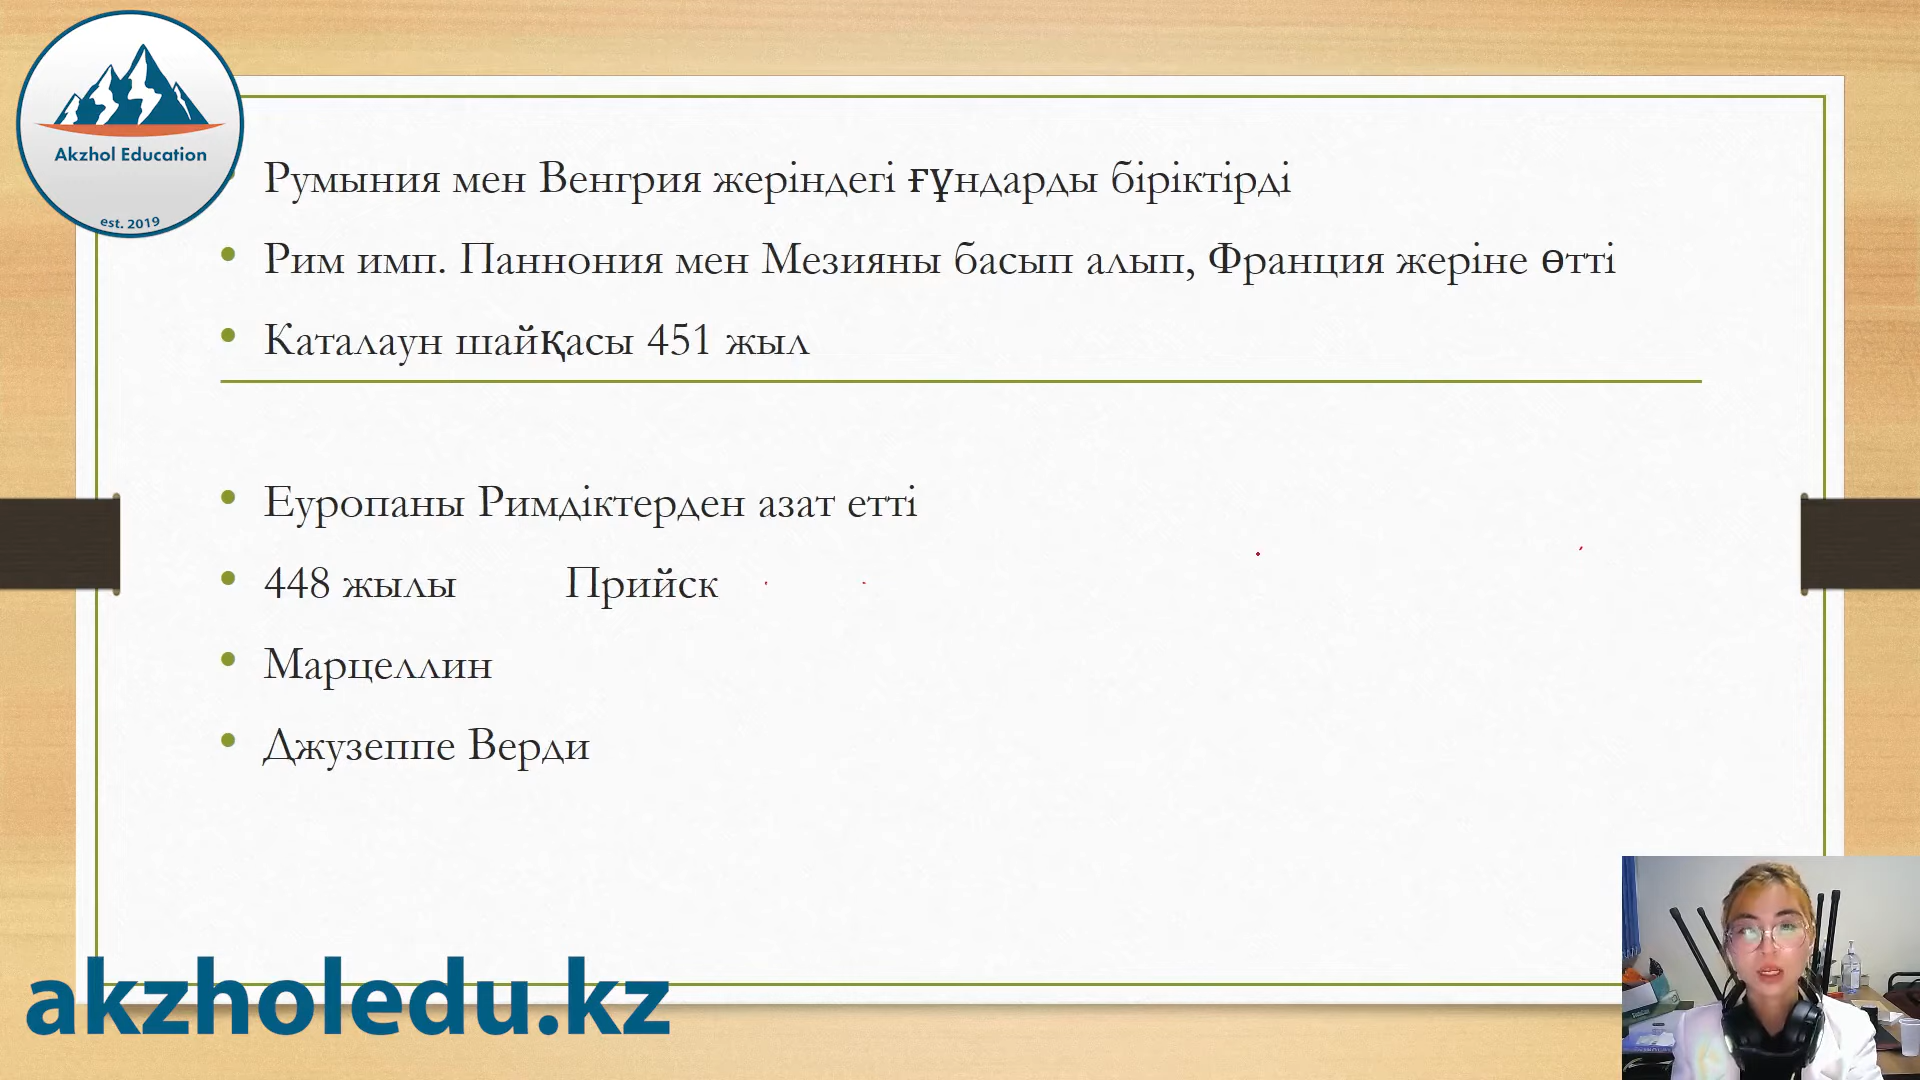 Akzhol Education
est. 2019
Румыния мен Венгрия жеріндегі ғұндарды біріктірді
Рим имп. Паннония мен Мезияны басып алып, Франция жеріне өтті
Каталаун шайқасы 451 жыл
Еуропаны Римдіктерден азат етті
448 жылы Прийск
Марцеллин
Джузеппе Верди
akzholedu.kz